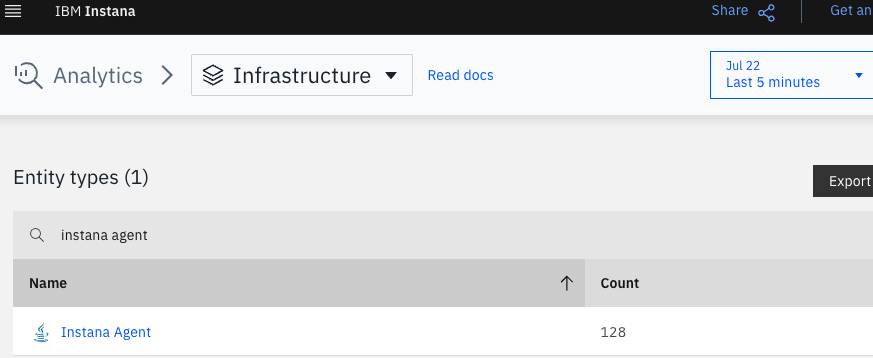 IBM Instana
Share
Get an
Analytics
Infrastructure
Read docs
Jul 22
Last 5 minutes
Entity types (1)
Export
instana agent
Name
Count
Instana Agent
128